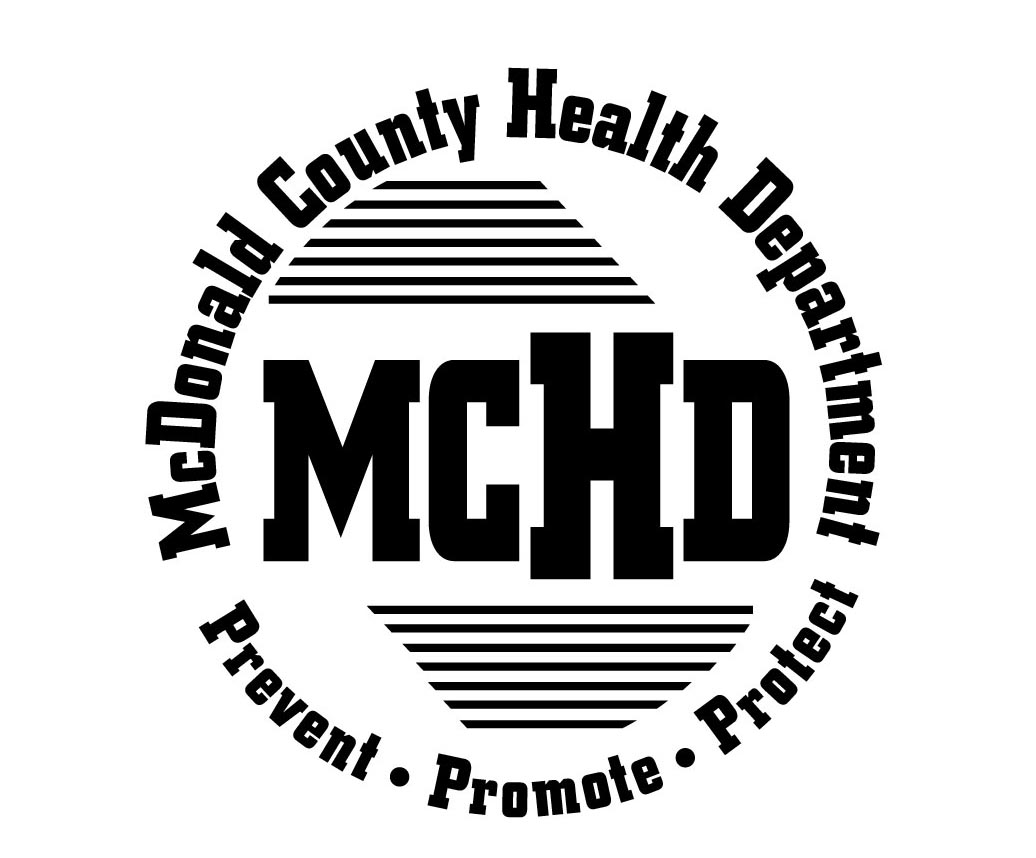 McDonald County Health Department
MCHD
Prevent • Promote • Protect